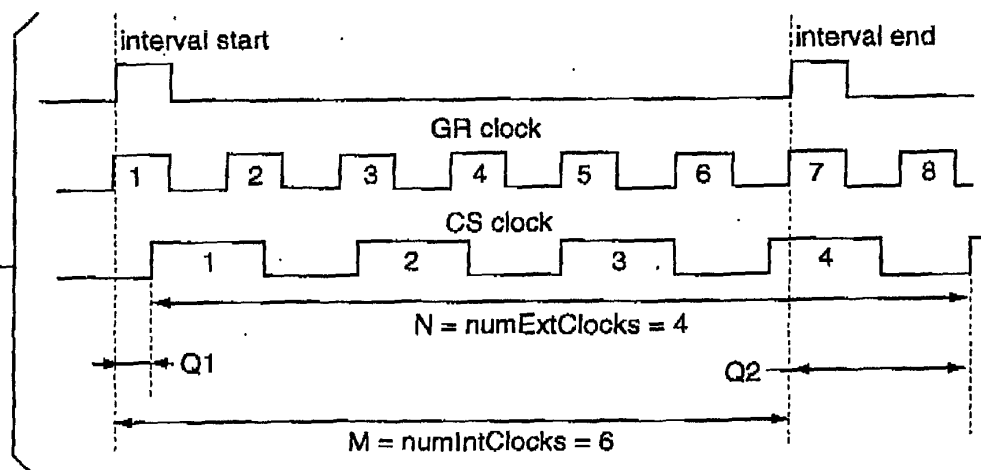 interval start
interval end
GR clock
1 2 3 4 5 6 7 8
CS clock
1 2 3 4
N = numExtClocks = 4
Q1
Q2
M = numIntClocks = 6